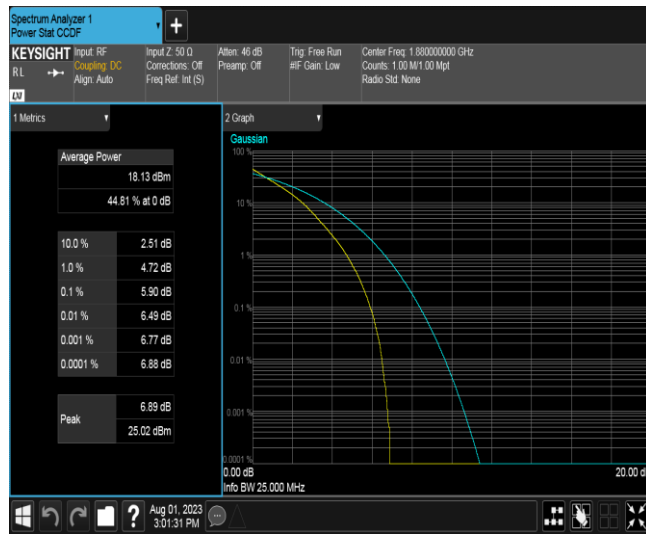 Spectrum Analyzer 1
Power Stat CCDF
+
KEYSIGHT
RL
LXI
Input: RF
Coupling: DC
Align: Auto
Input Z: 50 Ω
Corrections: Off
Freq Ref: Int (S)
Atten: 46 dB
Preamp: Off
Trig: Free Run
#IF Gain: Low
Center Freq: 1.880000000 GHz
Counts: 1.00 M/1.00 Mpt
Radio Std: None
1 Metrics
Average Power
18.13 dBm
44.81 % at 0 dB
10.0 % 2.51 dB
1.0 % 4.72 dB
0.1 % 5.90 dB
0.01 % 6.49 dB
0.001 % 6.77 dB
0.0001 % 6.88 dB
Peak
6.89 dB
25.02 dBm
2 Graph
Gaussian
100 %
10 %
1 %
0.1 %
0.01 %
0.001 %
0.0001 %
0.00 dB
20.00 d
Info BW 25.000 MHz
?
Aug 01, 2023
3:01:31 PM